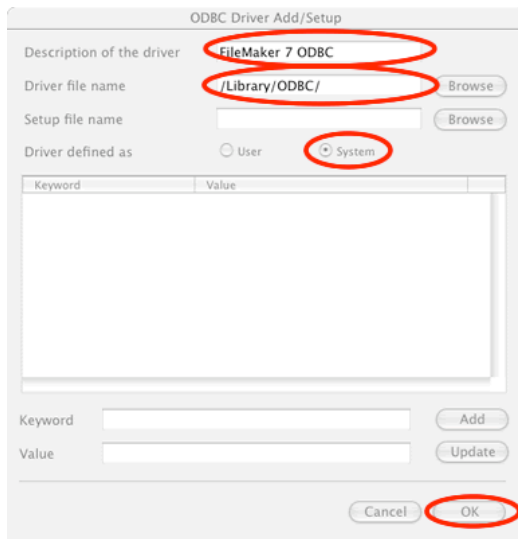 ODBC Driver Add/Setup
Description of the driver FileMaker 7 ODBC
Driver file name /Library/ODBC/ Browse
Setup file name Browse
Driver defined as User System
Keyword Value
Keyword Add
Value Update
Cancel OK